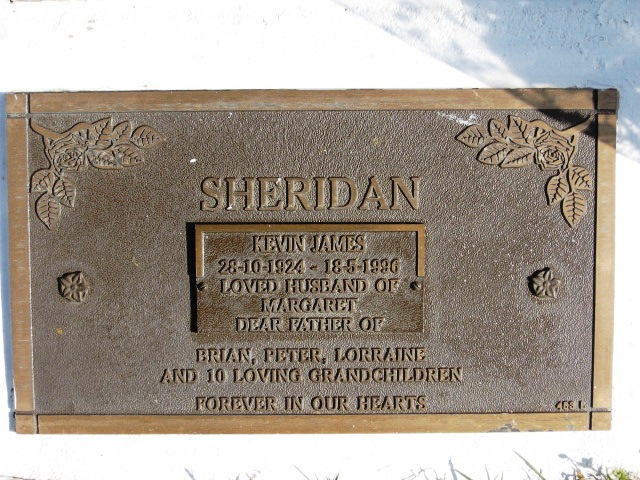 SHERIDAN
KEVIN JAMES
28-10-1924 - 18-5-1996
LOVED HUSBAND OF
MARGARET
DEAR FATHER OF
BRIAN, PETER, LORRAINE
AND 10 LOVING GRANDCHILDREN
FOREVER IN OUR HEARTS